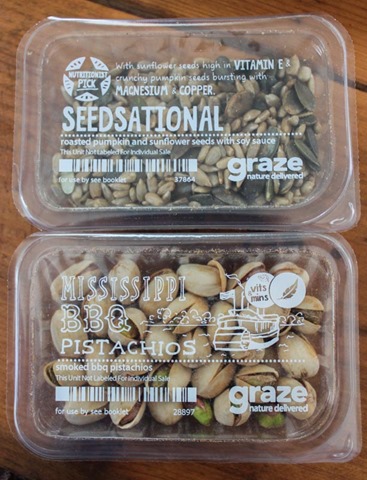 NUTRITIONIST
PICK
With sunflower seeds high in VITAMIN E &
crunchy pumpkin seeds bursting with
MAGNESIUM & COPPER.
SEEDSATIONAL
roasted pumpkin and sunflower seeds with soy sauce
This Unit Not Labelled For Individual Sale
for use by see booklet 37864
graze
nature delivered
MISSISSIPPI
BBQ
PISTACHIOS
vits
mins
smoked bbq pistachios
This Unit Not Labelled For Individual Sale
for use by see booklet 28897
graze
nature delivered